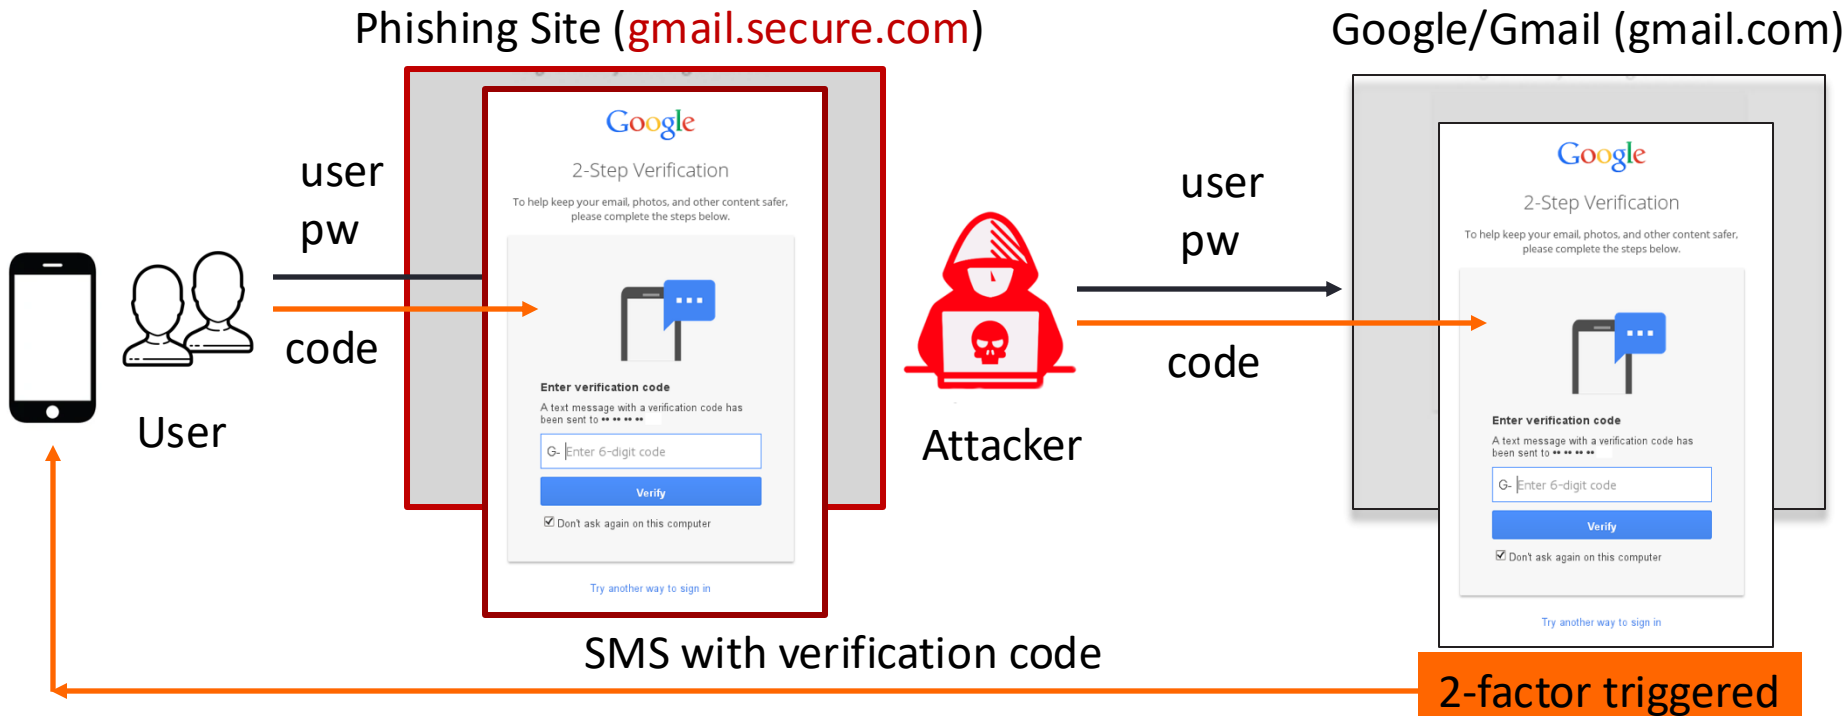 Phishing Site (gmail.secure.com)
Google/Gmail (gmail.com)
user
pw
code
User
Google
2-Step Verification
To help keep your email, photos, and other content safer,
please complete the steps below.
Enter verification code
A text message with a verification code has
been sent to •• •• •• ••
G- Enter 6-digit code
Verify
Don't ask again on this computer
Try another way to sign in
Attacker
user
pw
code
Google
2-Step Verification
To help keep your email, photos, and other content safer,
please complete the steps below.
Enter verification code
A text message with a verification code has
been sent to •• •• •• ••
G- Enter 6-digit code
Verify
Don't ask again on this computer
Try another way to sign in
SMS with verification code
2-factor triggered